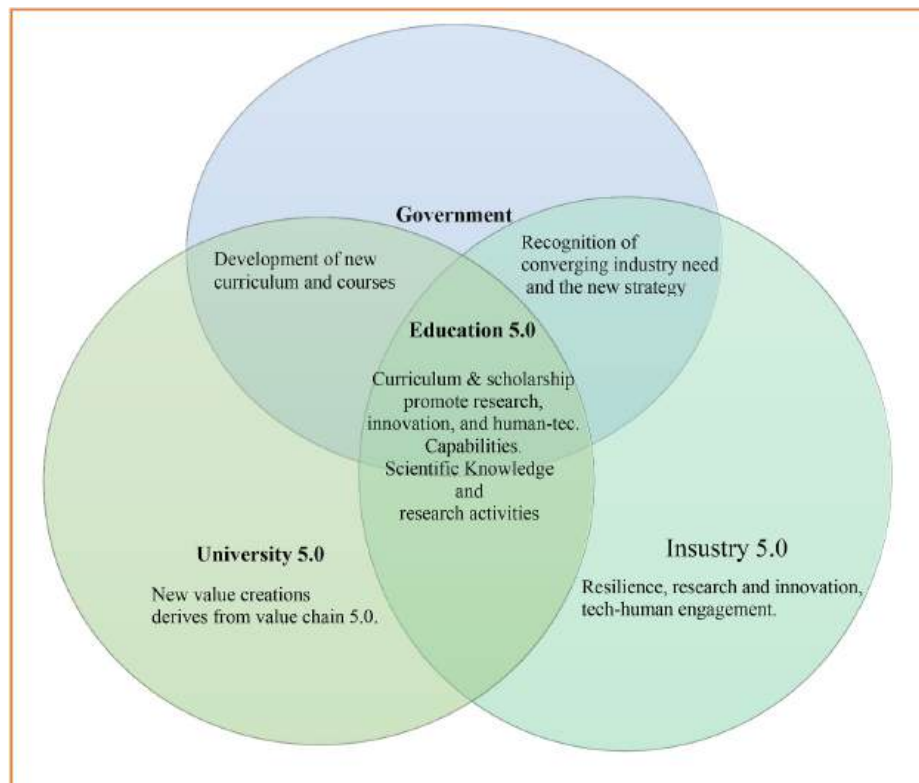 Government
Development of new
curriculum and courses
Recognition of
converging industry need
and the new strategy
Education 5.0
Curriculum & scholarship
promote research,
innovation, and human-tec.
Capabilities.
Scientific Knowledge
and
research activities
University 5.0
New value creations
derives from value chain 5.0.
Insustry 5.0
Resilience, research and innovation,
tech-human engagement.